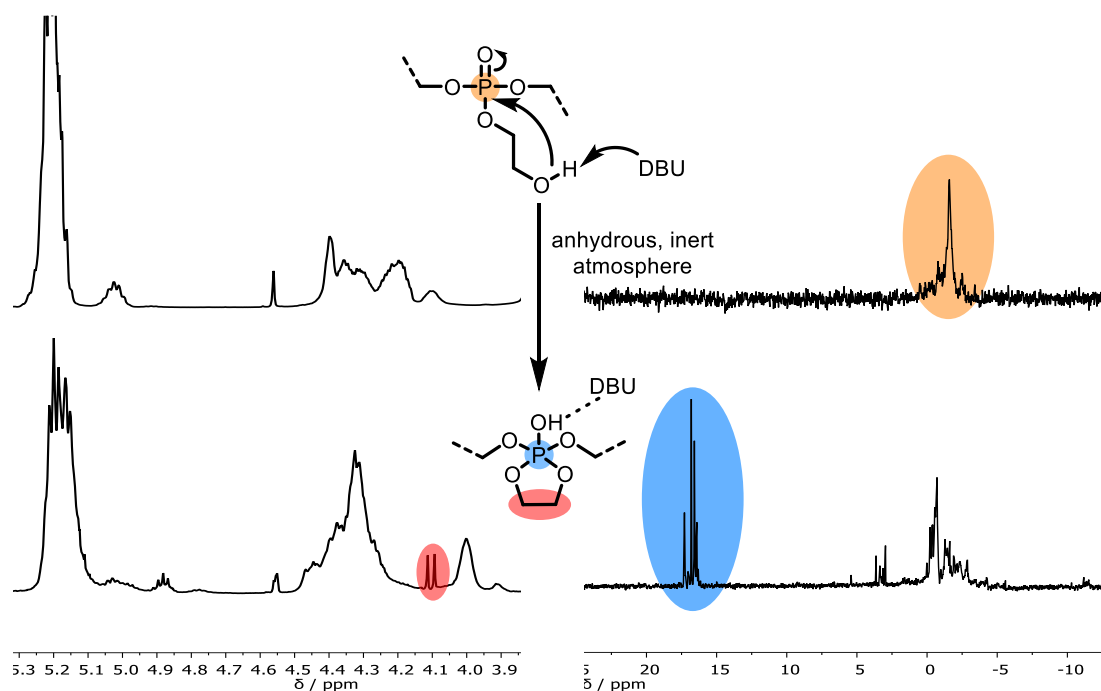 O
O P O
O
O H DBU
anhydrous, inert
atmosphere
DBU
OH
O P O
O O
5.3 5.2 5.1 5.0 4.9 4.8 4.7 4.6 4.5 4.4 4.3 4.2 4.1 4.0 3.9
δ / ppm
20 15 10 5 0 -5 -10
δ / ppm